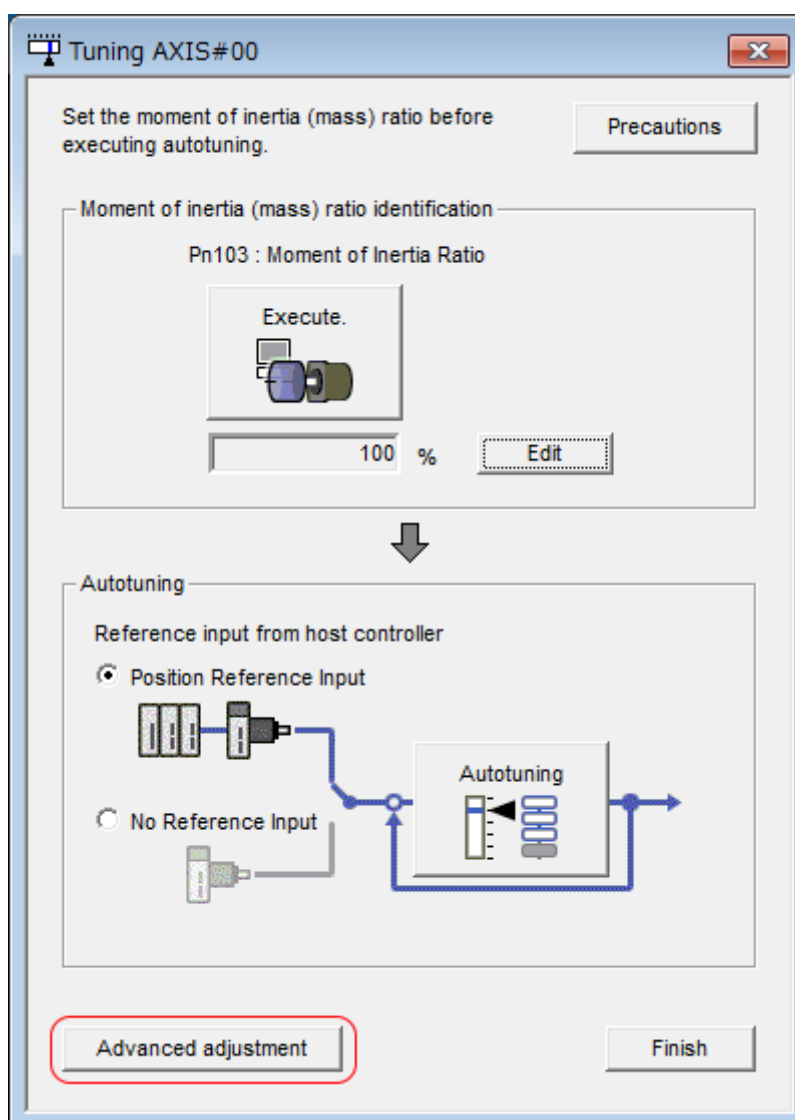 Tuning AXIS#00
Set the moment of inertia (mass) ratio before
executing autotuning.
Precautions
Moment of inertia (mass) ratio identification
Pn103 : Moment of Inertia Ratio
Execute.
100 %
Edit
Autotuning
Reference input from host controller
Position Reference Input
Autotuning
No Reference Input
Advanced adjustment
Finish